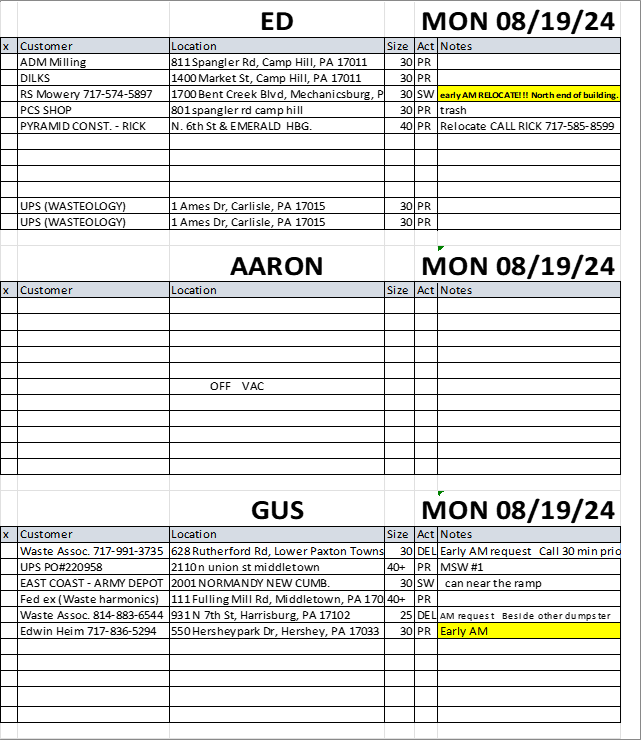 ED MON 08/19/24
x Customer Location Size Act Notes
ADM Milling 811 Spangler Rd, Camp Hill, PA 17011 30 PR
DILKS 1400 Market St, Camp Hill, PA 17011 30 PR
RS Mowery 717-574-5897 1700 Bent Creek Blvd, Mechanicsburg, P 30 SW early AM RELOCATE!!! North end of building.
PCS SHOP 801 spangler rd camp hill 30 PR trash
PYRAMID CONST. - RICK N. 6th St & EMERALD HBG. 40 PR Relocate CALL RICK 717-585-8599
UPS (WASTEOLOGY) 1 Ames Dr, Carlisle, PA 17015 30 PR
UPS (WASTEOLOGY) 1 Ames Dr, Carlisle, PA 17015 30 PR
AARON MON 08/19/24
x Customer Location Size Act Notes
OFF VAC
GUS MON 08/19/24
x Customer Location Size Act Notes
Waste Assoc. 717-991-3735 628 Rutherford Rd, Lower Paxton Towns 30 DEL Early AM request Call 30 min prio
UPS PO#220958 2110 n union st middletown 40+ PR MSW #1
EAST COAST - ARMY DEPOT 2001 NORMANDY NEW CUMB. 30 SW can near the ramp
Fed ex (Waste harmonics) 111 Fulling Mill Rd, Middletown, PA 170 40+ PR
Waste Assoc. 814-883-6544 931 N 7th St, Harrisburg, PA 17102 25 DEL AM request Beside other dumpster
Edwin Heim 717-836-5294 550 Hersheypark Dr, Hershey, PA 17033 30 PR Early AM